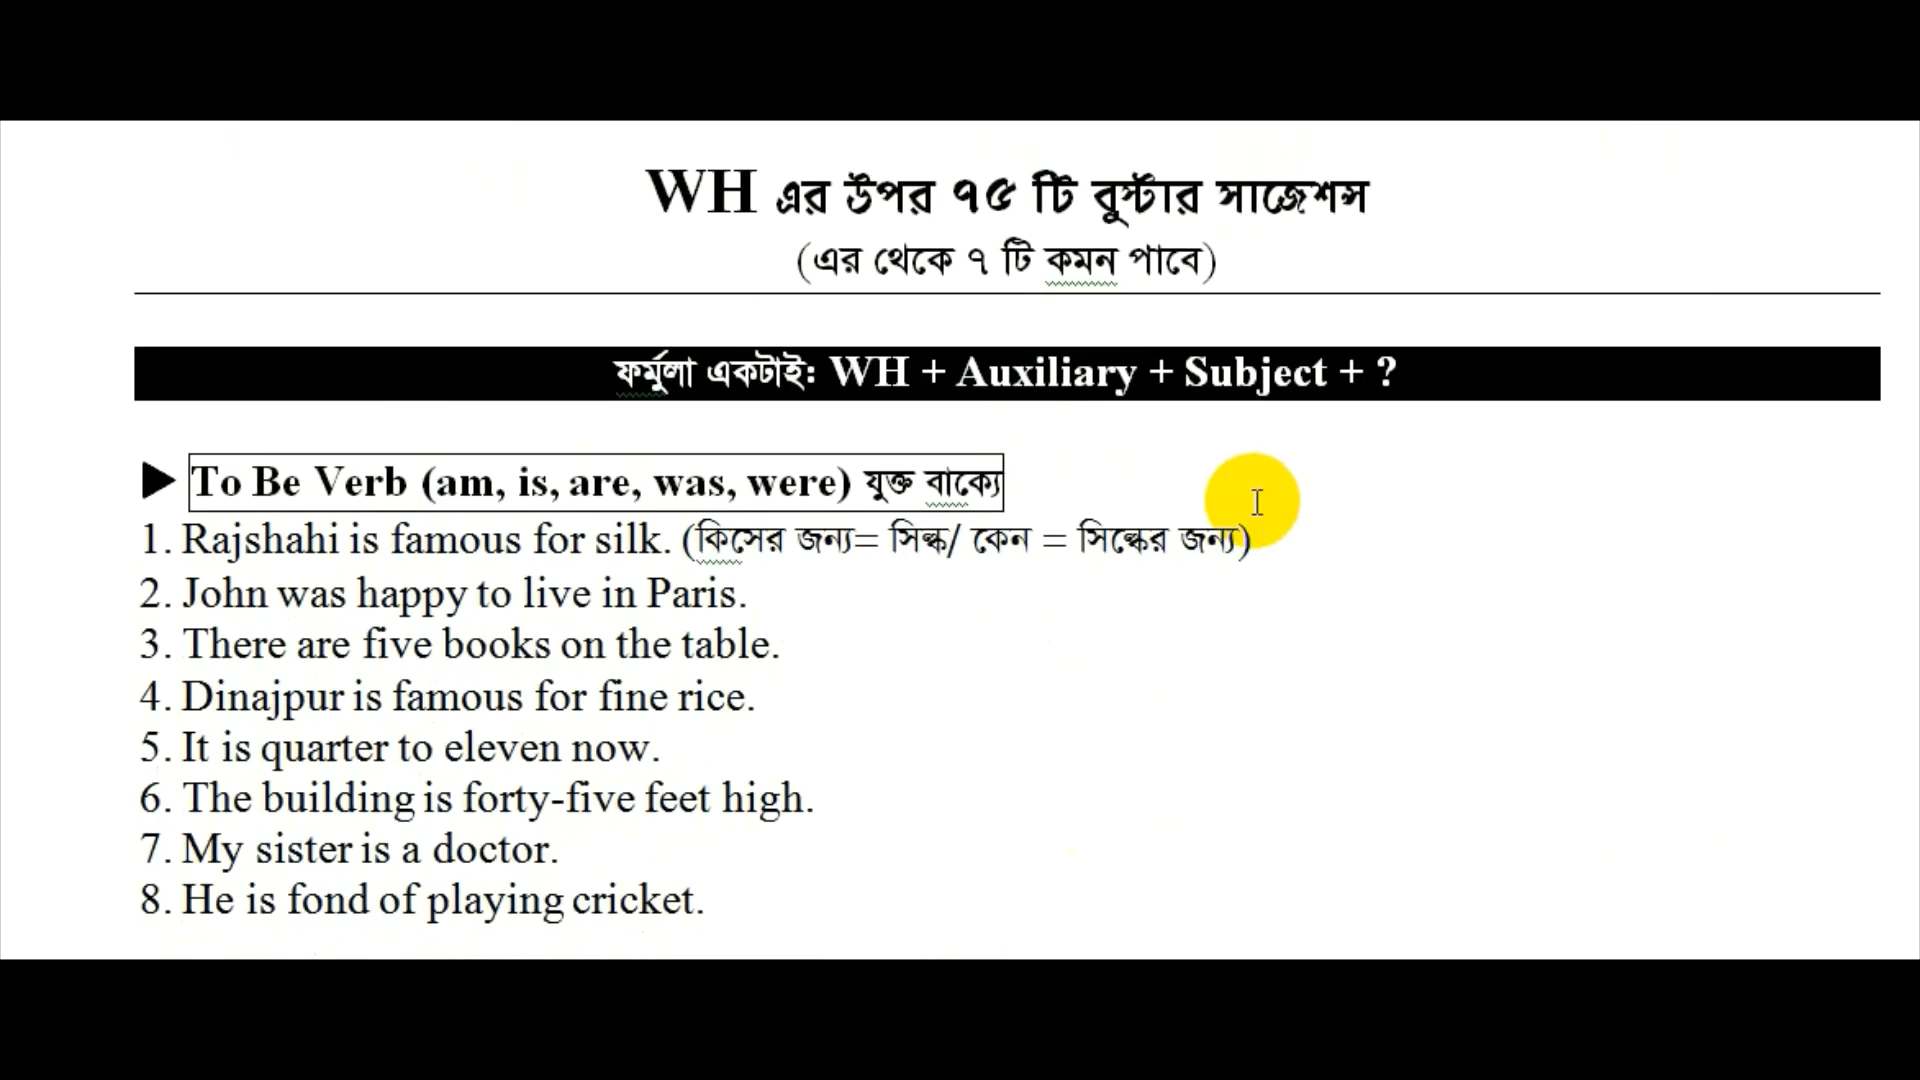 WH এর উপর ৭৫ টি বুস্টার সাজেশন্স
(এর থেকে ৭ টি কমন পাবে)
ফর্মুলা একটাই: WH + Auxiliary + Subject + ?
To Be Verb (am, is, are, was, were) যুক্ত বাক্যে
1. Rajshahi is famous for silk. (কিসের জন্য= সিল্ক/ কেন = সিল্কের জন্য)
2. John was happy to live in Paris.
3. There are five books on the table.
4. Dinajpur is famous for fine rice.
5. It is quarter to eleven now.
6. The building is forty-five feet high.
7. My sister is a doctor.
8. He is fond of playing cricket.